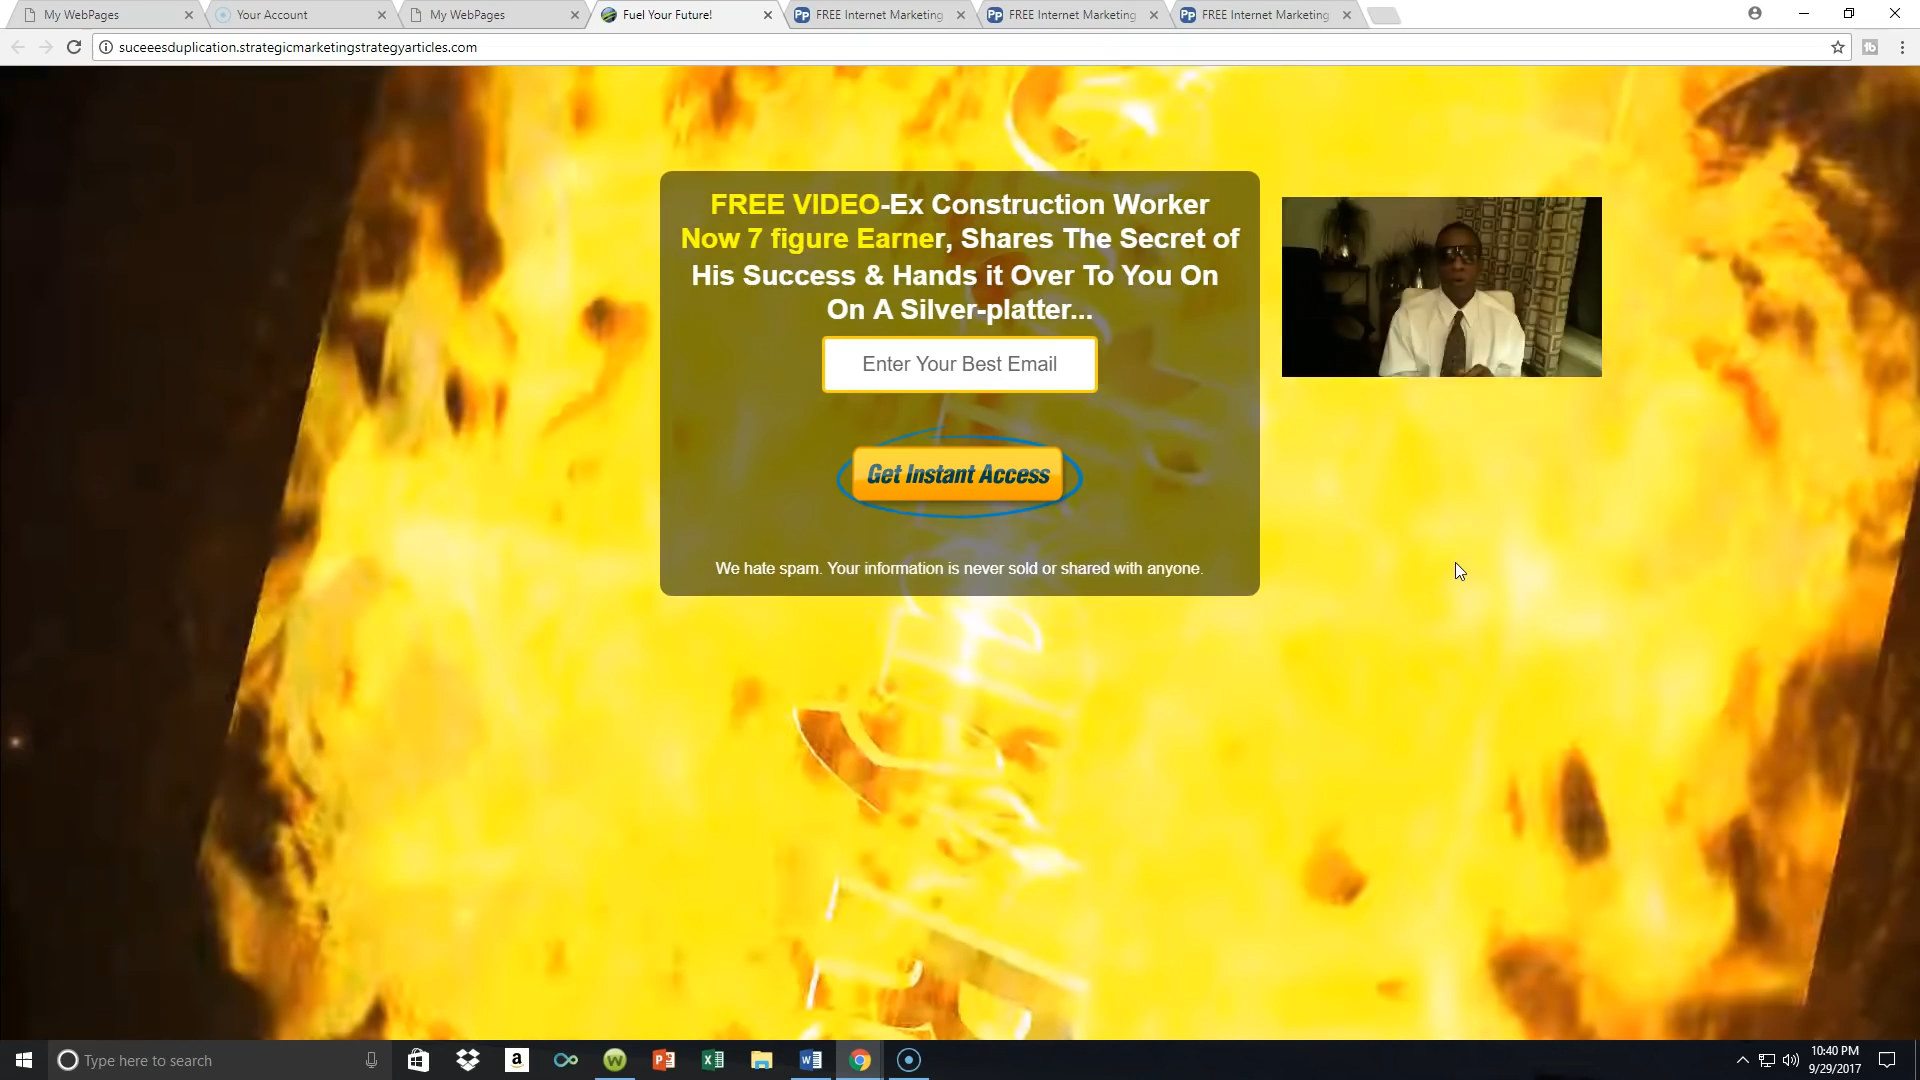 My WebPages
Your Account
My WebPages
Fuel Your Future!
FREE Internet Marketing
FREE Internet Marketing
FREE Internet Marketing
suceeesduplication.strategicmarketingstrategyarticles.com
FREE VIDEO-Ex Construction Worker
Now 7 figure Earner, Shares The Secret of
His Success & Hands it Over To You On
On A Silver-platter...
Enter Your Best Email
Get Instant Access
We hate spam. Your information is never sold or shared with anyone.
Type here to search
10:40 PM
9/29/2017